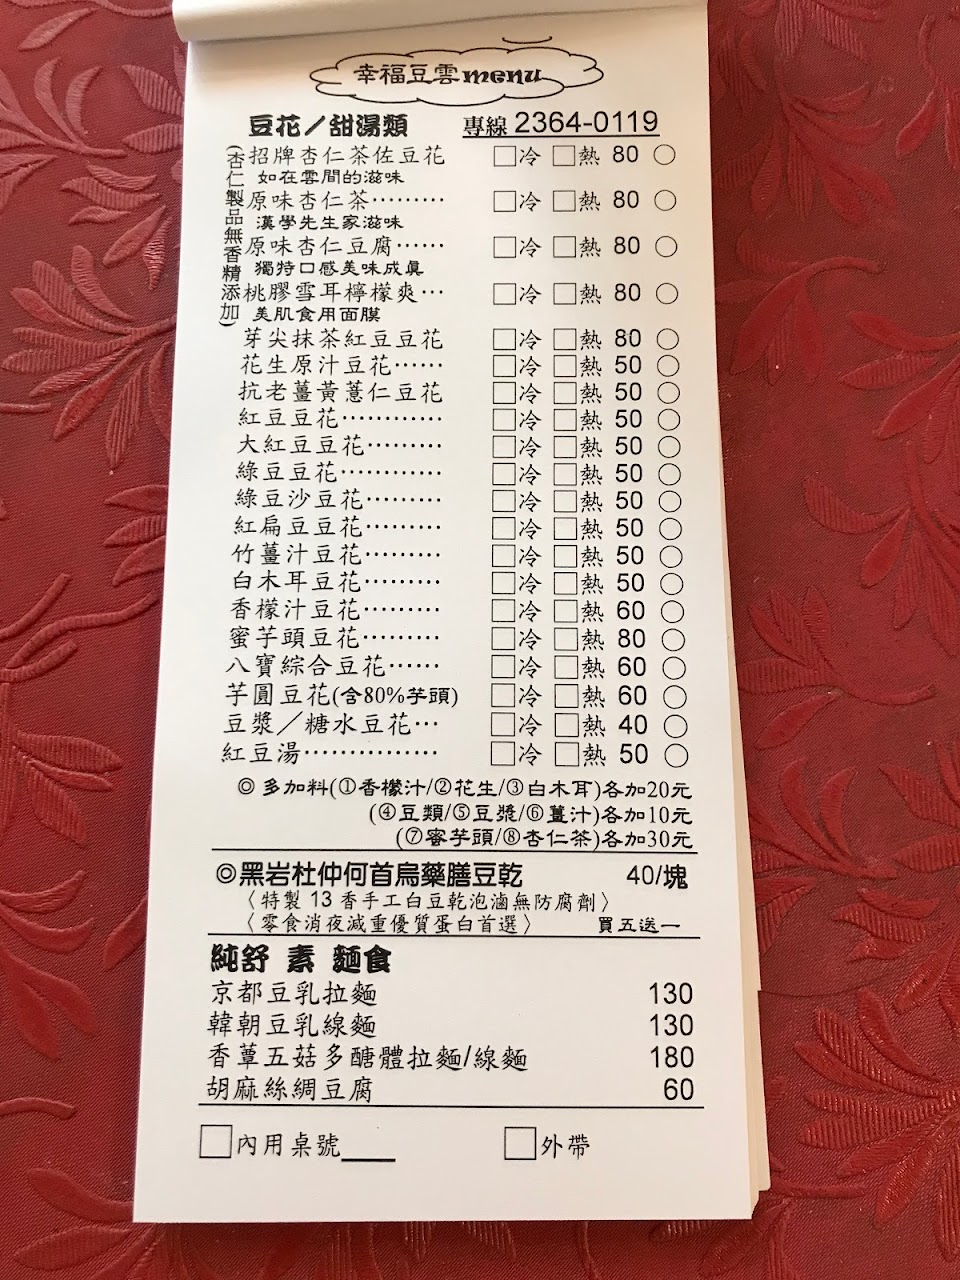 幸福豆雲menu
豆花／甜湯類 專線 2364-0119
(杏仁製品無香精添加)
招牌杏仁茶佐豆花 □冷 □熱 80 ○
如在雲間的滋味
原味杏仁茶……… □冷 □熱 80 ○
漢學先生家滋味
原味杏仁豆腐…… □冷 □熱 80 ○
獨特口感美味成真
桃膠雪耳檸檬爽… □冷 □熱 80 ○
美肌食用面膜
芽尖抹茶紅豆豆花 □冷 □熱 80 ○
花生原汁豆花…… □冷 □熱 50 ○
抗老薑黃薏仁豆花 □冷 □熱 50 ○
紅豆豆花………… □冷 □熱 50 ○
大紅豆豆花……… □冷 □熱 50 ○
綠豆豆花………… □冷 □熱 50 ○
綠豆沙豆花……… □冷 □熱 50 ○
紅扁豆豆花……… □冷 □熱 50 ○
竹薑汁豆花……… □冷 □熱 50 ○
白木耳豆花……… □冷 □熱 50 ○
香檬汁豆花……… □冷 □熱 60 ○
蜜芋頭豆花……… □冷 □熱 80 ○
八寶綜合豆花…… □冷 □熱 60 ○
芋圓豆花(含80%芋頭) □冷 □熱 60 ○
豆漿／糖水豆花… □冷 □熱 40 ○
紅豆湯…………… □冷 □熱 50 ○
◎ 多加料(①香檬汁/②花生/③白木耳)各加20元
(④豆類/⑤豆漿/⑥薑汁)各加10元
(⑦蜜芋頭/⑧杏仁茶)各加30元
◎黑岩杜仲何首烏藥膳豆乾 40/塊
〈特製 13 香手工白豆乾泡滷無防腐劑〉
〈零食消夜減重優質蛋白首選〉 買五送一
純舒 素 麵食
京都豆乳拉麵 130
韓朝豆乳線麵 130
香蕈五菇多醣體拉麵/線麵 180
胡麻絲綢豆腐 60
□內用桌號___ □外帶